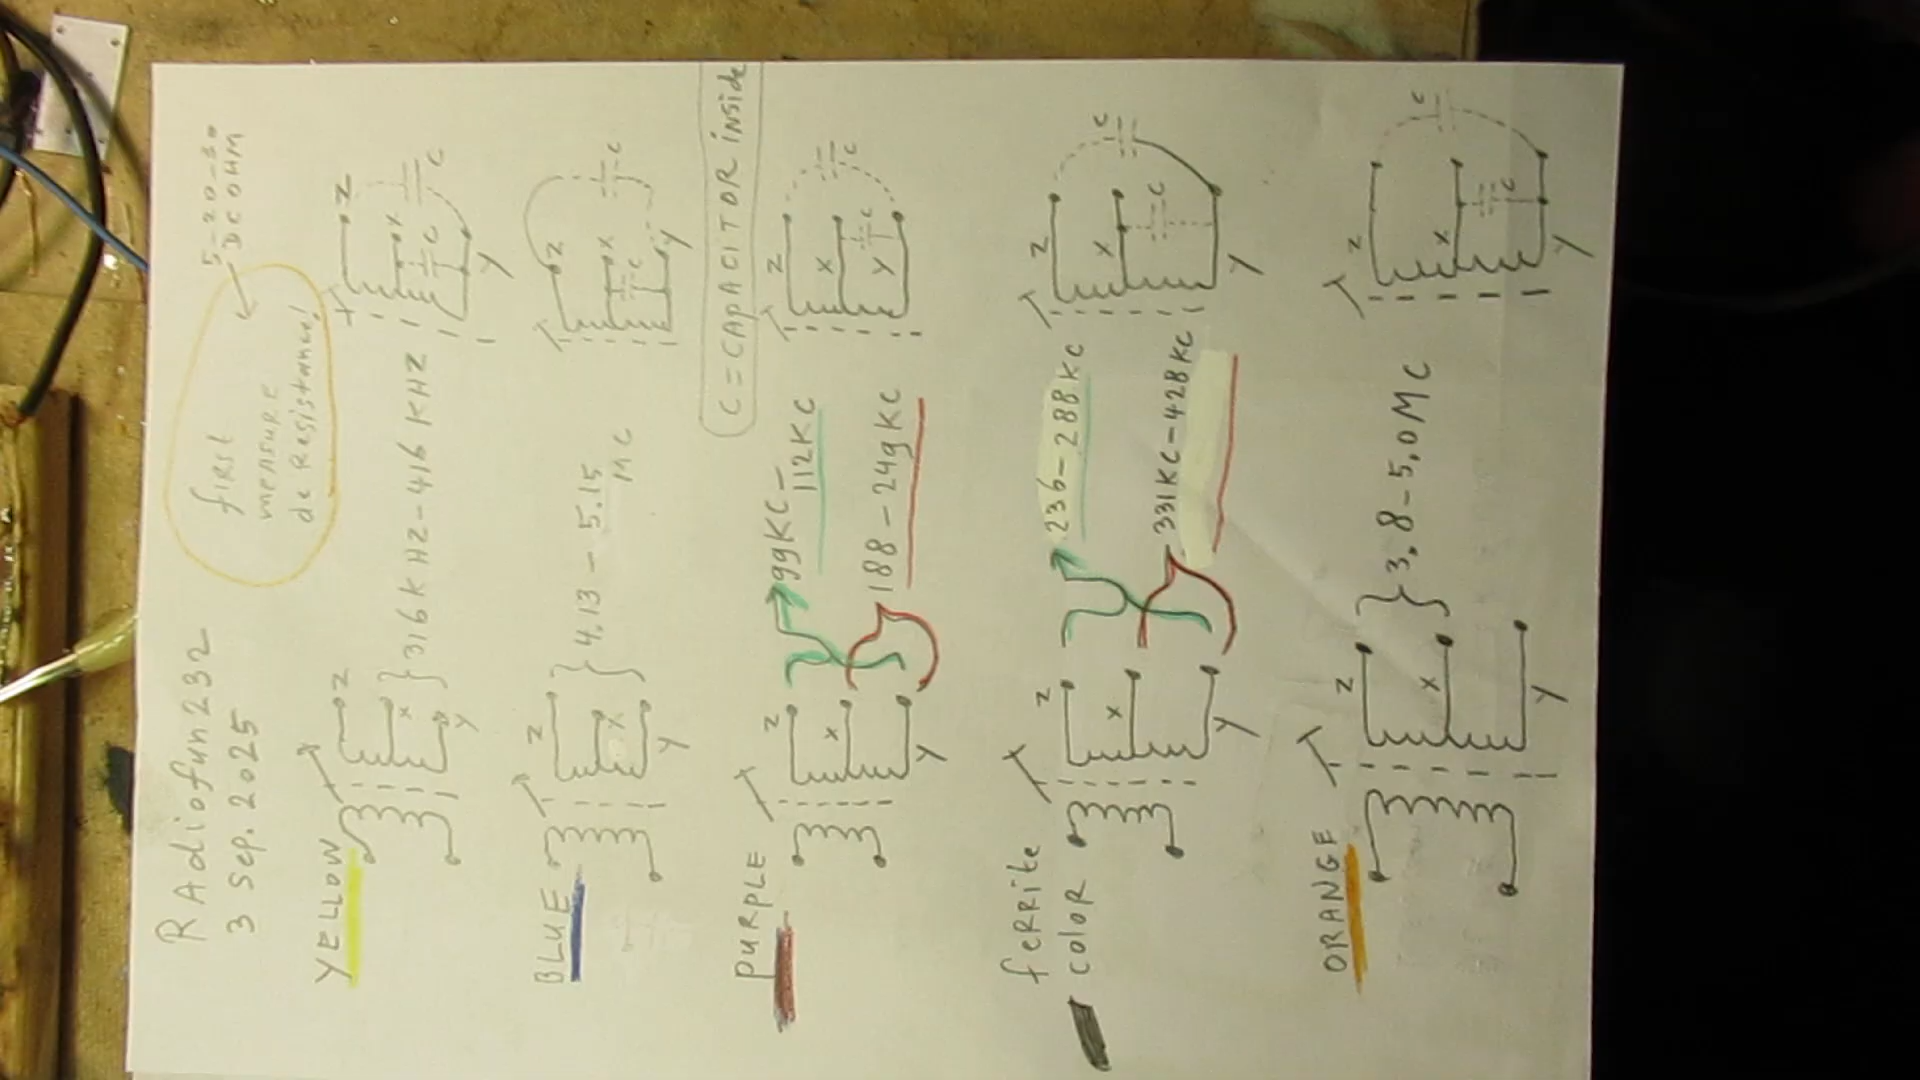 RAdiofun232
3 Sep. 2025
first
measure
dc Resistance!
5-20-30
DC OHM
YELLOW
Z
X
Y
316 KHZ-416 KHZ
Z
X
C
C
Y
BLUE
Z
X
Y
4,13 - 5.15
MC
Z
X
C
C
Y
C = CAPACITOR inside
PURPLE
Z
X
Y
99KC-
112KC
188 - 249KC
Z
X
Y
C
C
ferrite
color
Z
X
Y
236-288KC
331KC-428KC
Z
X
Y
C
C
ORANGE
Z
X
Y
3,8-5,0MC
Z
X
Y
C
C